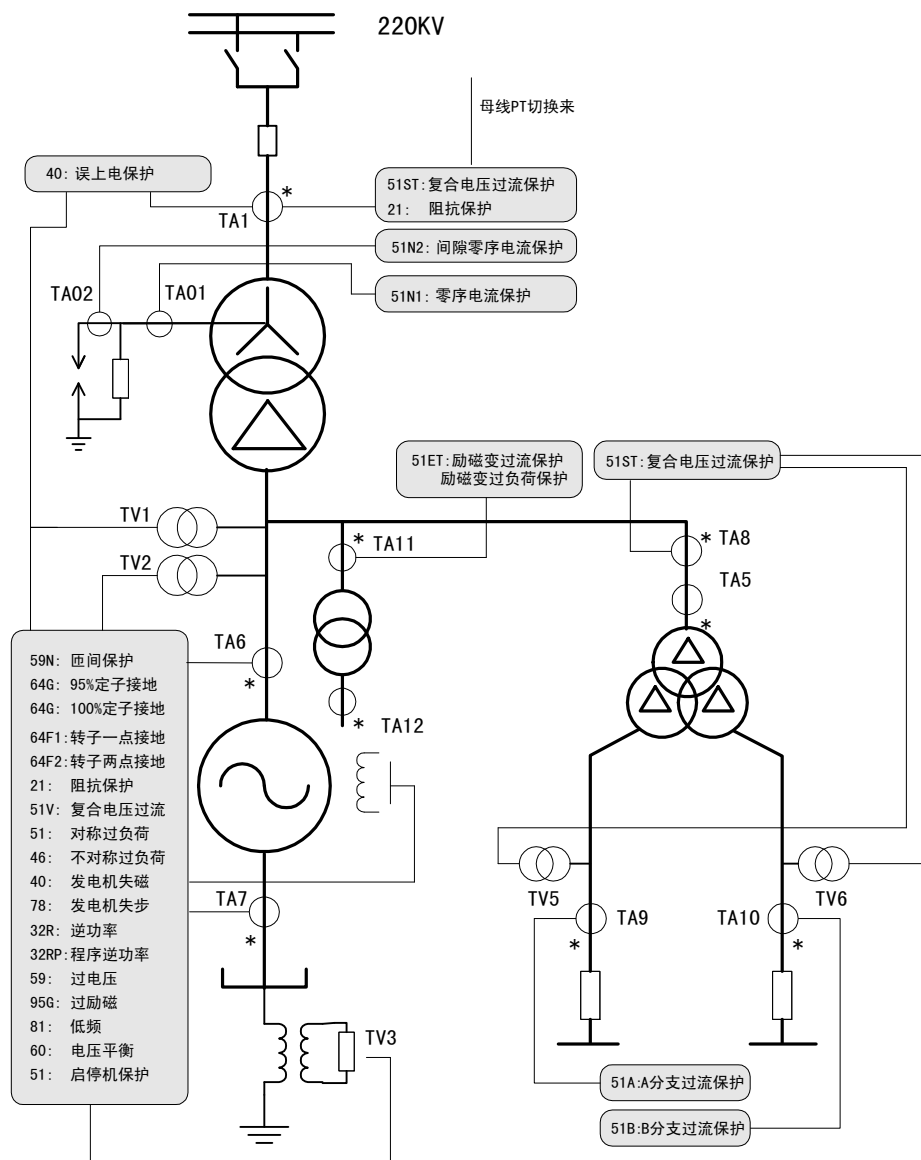 220KV
母线PT切换来
40: 误上电保护
51ST:复合电压过流保护
21: 阻抗保护
*
TA1
51N2: 间隙零序电流保护
TA02
TA01
51N1: 零序电流保护
51ET:励磁变过流保护
励磁变过负荷保护
51ST:复合电压过流保护
TV1
*
TA11
*
TA8
TV2
TA5
*
TA6
*
59N: 匝间保护
64G: 95%定子接地
64G: 100%定子接地
64F1:转子一点接地
64F2:转子两点接地
21: 阻抗保护
51V: 复合电压过流
51: 对称过负荷
46: 不对称过负荷
40: 发电机失磁
78: 发电机失步
32R: 逆功率
32RP:程序逆功率
59: 过电压
95G: 过励磁
81: 低频
60: 电压平衡
51: 启停机保护
*
TA12
TA7
*
TV5
TV6
TA9
*
TA10
*
TV3
51A:A分支过流保护
51B:B分支过流保护